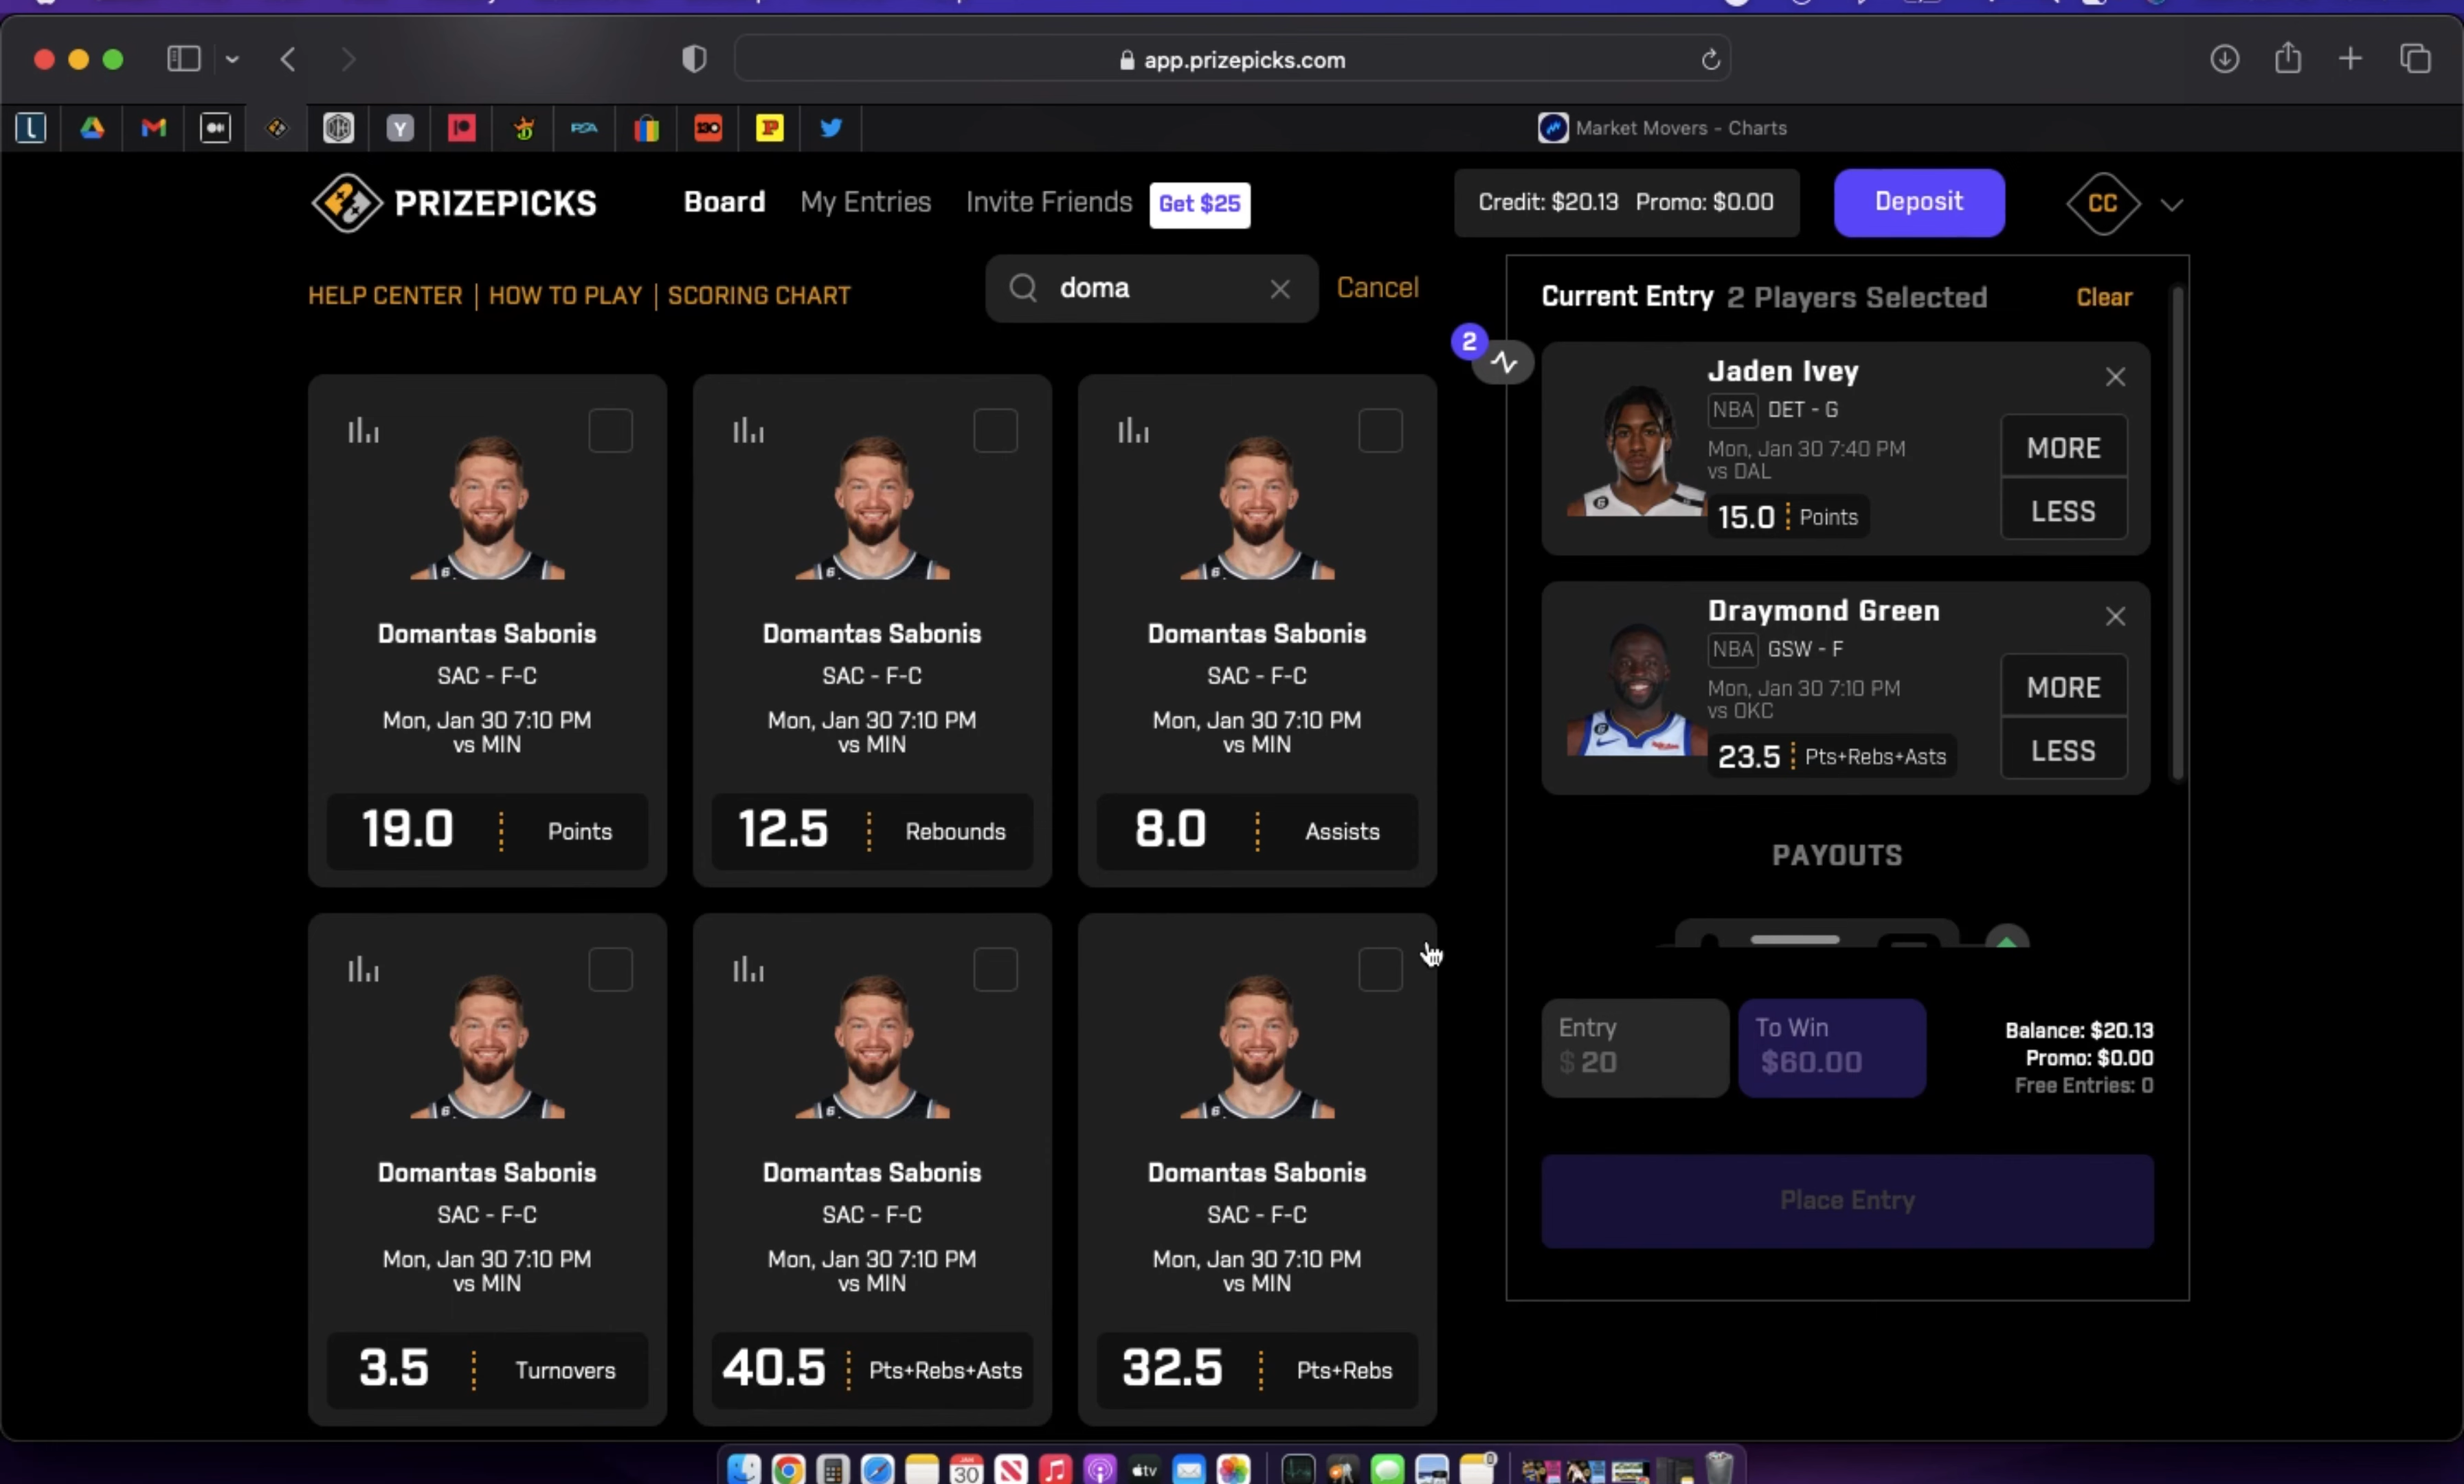 app.prizepicks.com
Market Movers - Charts
PRIZEPICKS
Board
My Entries
Invite Friends
Get $25
Credit: $20.13 Promo: $0.00
Deposit
CC
HELP CENTER | HOW TO PLAY | SCORING CHART
doma
Cancel
Domantas Sabonis
SAC - F-C
Mon, Jan 30 7:10 PM
vs MIN
19.0 Points
Domantas Sabonis
SAC - F-C
Mon, Jan 30 7:10 PM
vs MIN
12.5 Rebounds
Domantas Sabonis
SAC - F-C
Mon, Jan 30 7:10 PM
vs MIN
8.0 Assists
Domantas Sabonis
SAC - F-C
Mon, Jan 30 7:10 PM
vs MIN
3.5 Turnovers
Domantas Sabonis
SAC - F-C
Mon, Jan 30 7:10 PM
vs MIN
40.5 Pts+Rebs+Asts
Domantas Sabonis
SAC - F-C
Mon, Jan 30 7:10 PM
vs MIN
32.5 Pts+Rebs
Current Entry 2 Players Selected
Clear
2
Jaden Ivey
NBA DET - G
Mon, Jan 30 7:40 PM
vs DAL
15.0 Points
MORE
LESS
Draymond Green
NBA GSW - F
Mon, Jan 30 7:10 PM
vs OKC
23.5 Pts+Rebs+Asts
MORE
LESS
PAYOUTS
Entry
$ 20
To Win
$60.00
Balance: $20.13
Promo: $0.00
Free Entries: 0
Place Entry
JAN
30
tv